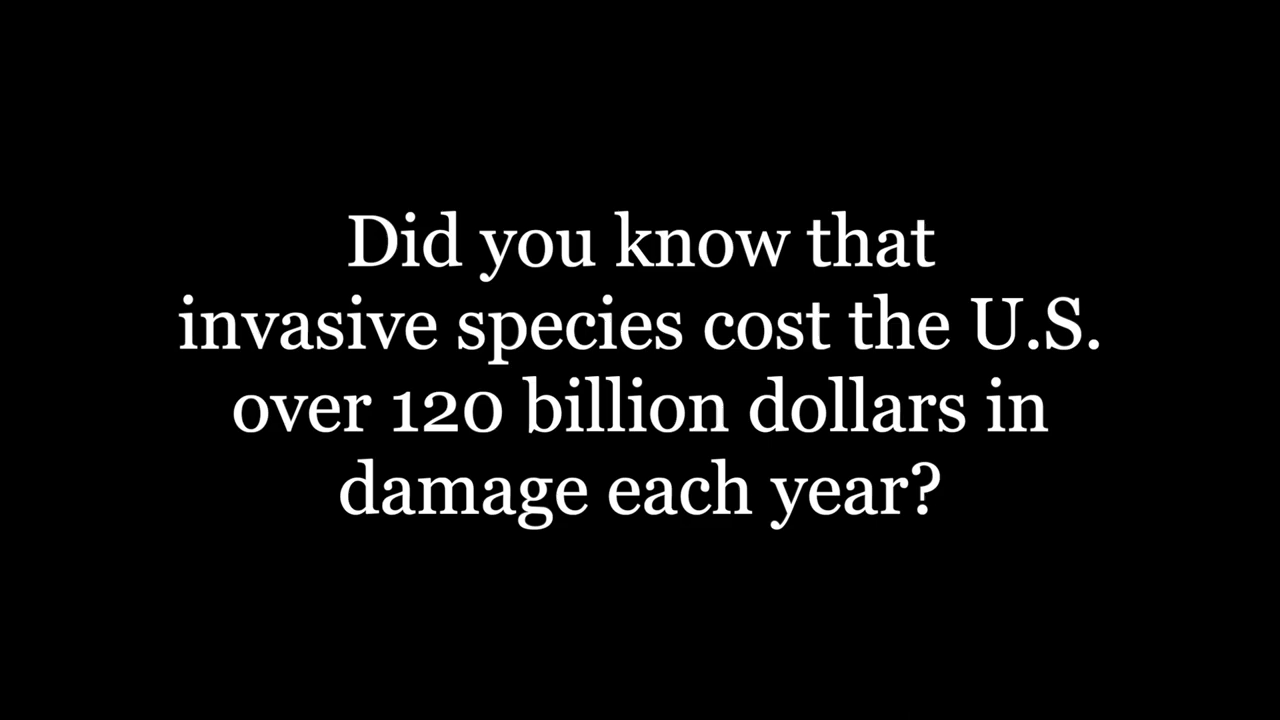 Did you know that
invasive species cost the U.S.
over 120 billion dollars in
damage each year?